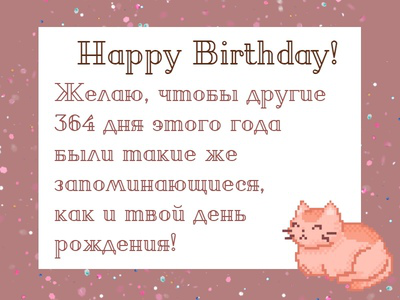 Happy Birthday!
Желаю, чтобы другие
364 дня этого года
были такие же
запоминающиеся,
как и твой день
рождения!